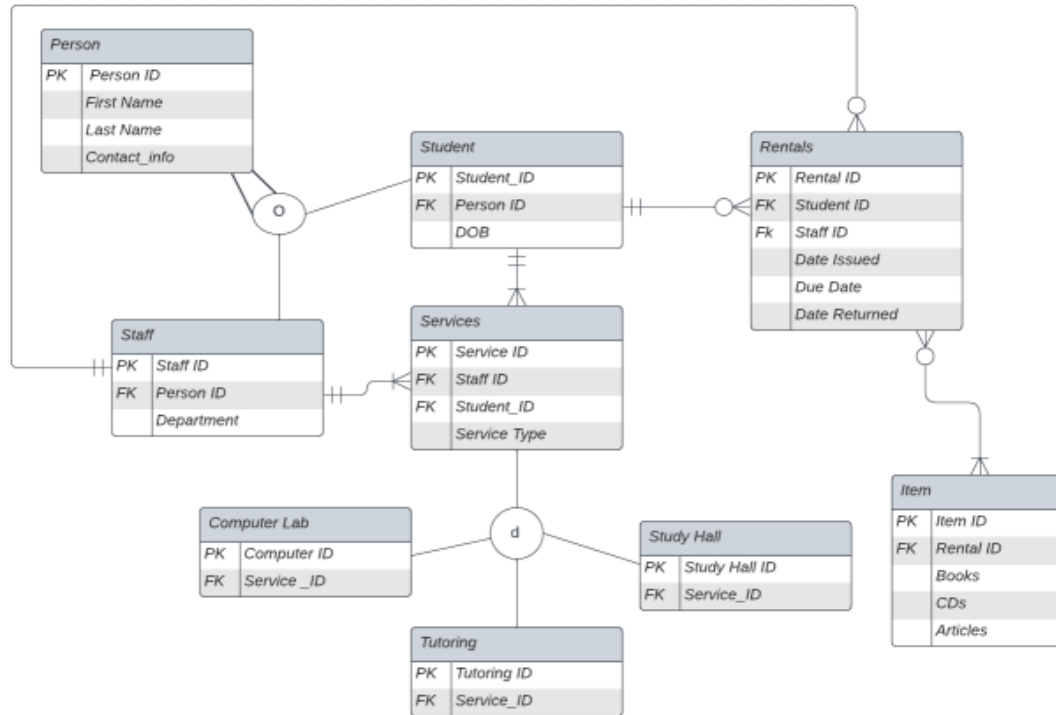 Person
PK Person ID
First Name
Last Name
Contact_info
O
Student
PK Student_ID
FK Person ID
DOB
Rentals
PK Rental ID
FK Student ID
Fk Staff ID
Date Issued
Due Date
Date Returned
Staff
PK Staff ID
FK Person ID
Department
Services
PK Service ID
FK Staff ID
FK Student_ID
Service Type
d
Computer Lab
PK Computer ID
FK Service _ID
Study Hall
PK Study Hall ID
FK Service_ID
Tutoring
PK Tutoring ID
FK Service_ID
Item
PK Item ID
FK Rental ID
Books
CDs
Articles